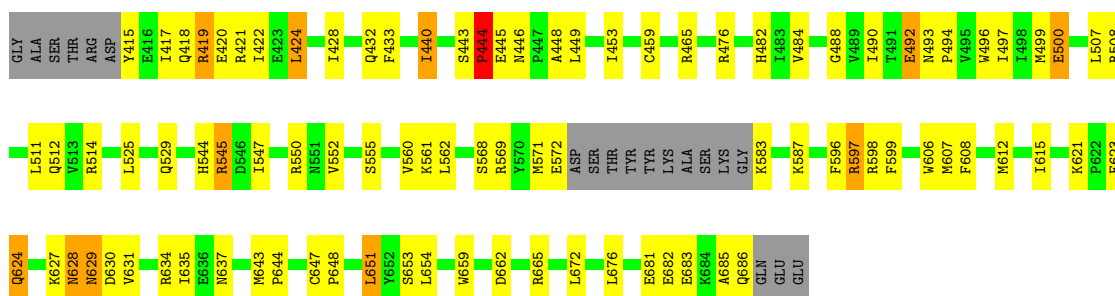 GLY ALA SER THR ARG ASP Y415 E416 I417 Q418 R419 E420 R421 I422 E423 L424 I428 Q432 F433 I440 S443 P444 E445 N446 P447 A448 L449 I453 C459 R465 R476 H482 I483 V484 G488 V489 I490 T491 E492 N493 P494 V495 W496 I497 I498 M499 E500 L507
L511 Q512 V513 R514 L525 Q529 H544 R545 D546 I547 R550 N551 V552 S555 V560 K561 L562 S568 R569 Y570 M571 E572 ASP SER THR TYR TYR LYS ALA SER LYS GLY K583 K587 F596 R597 R598 F599 W606 M607 F608 M612 I615 K621 P622
Q624 K627 N628 N629 D630 V631 R634 I635 E636 N637 M643 P644 C647 P648 L651 Y652 S653 L654 W659 D662 R665 L672 L676 E681 E682 E683 K684 A685 Q686 GLN GLU GLU